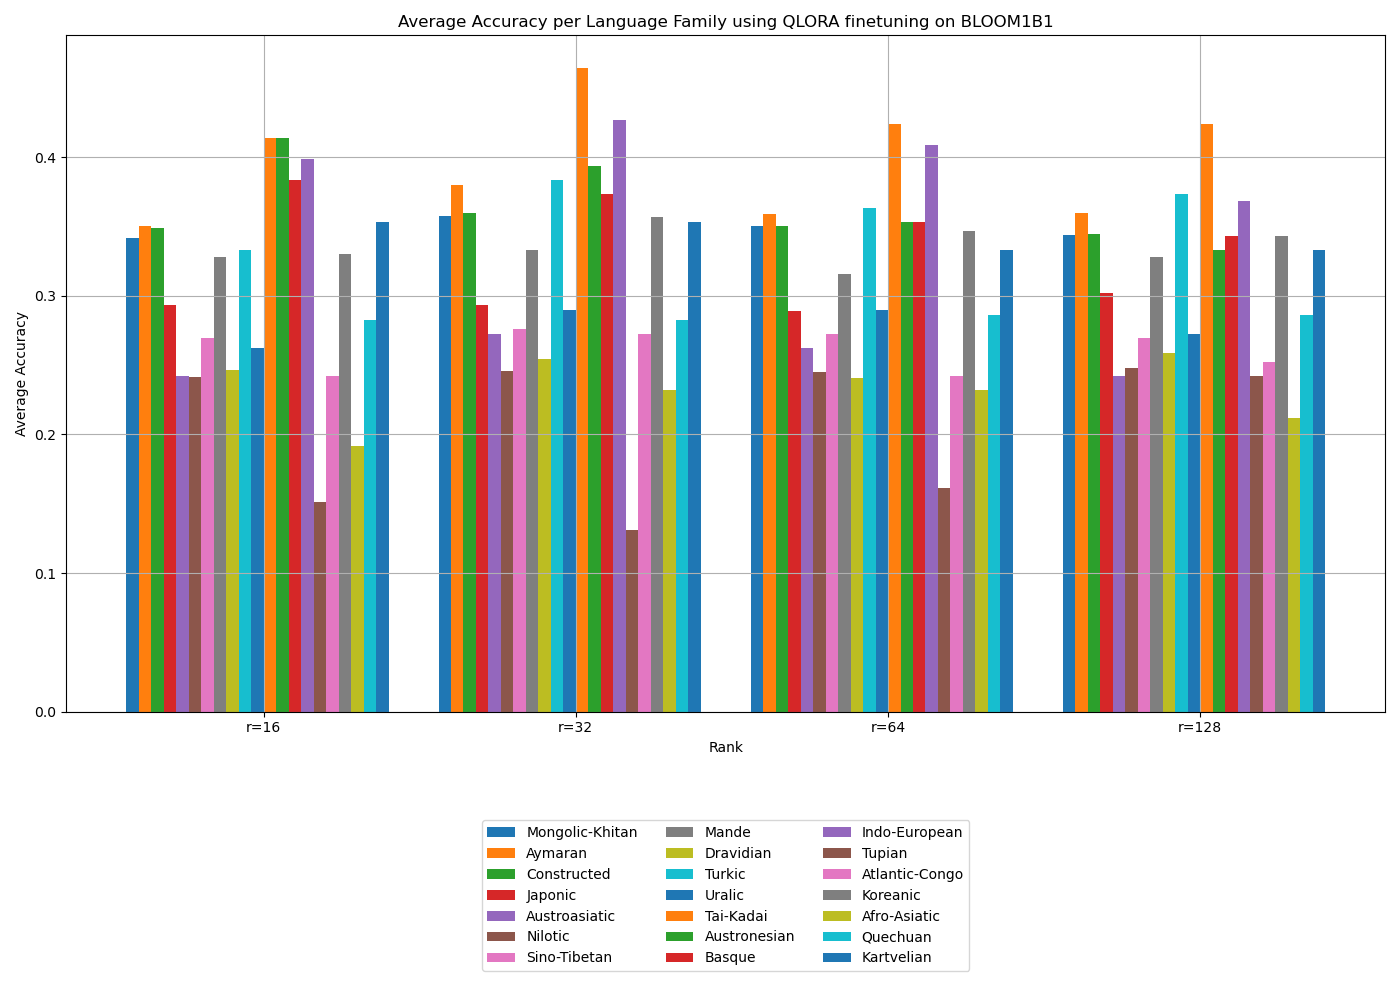 Average Accuracy per Language Family using QLORA finetuning on BLOOM1B1
Average Accuracy
0.4
0.3
0.2
0.1
0.0
r=16
r=32
r=64
r=128
Rank
Mongolic-Khitan
Aymaran
Constructed
Japonic
Austroasiatic
Nilotic
Sino-Tibetan
Mande
Dravidian
Turkic
Uralic
Tai-Kadai
Austronesian
Basque
Indo-European
Tupian
Atlantic-Congo
Koreanic
Afro-Asiatic
Quechuan
Kartvelian